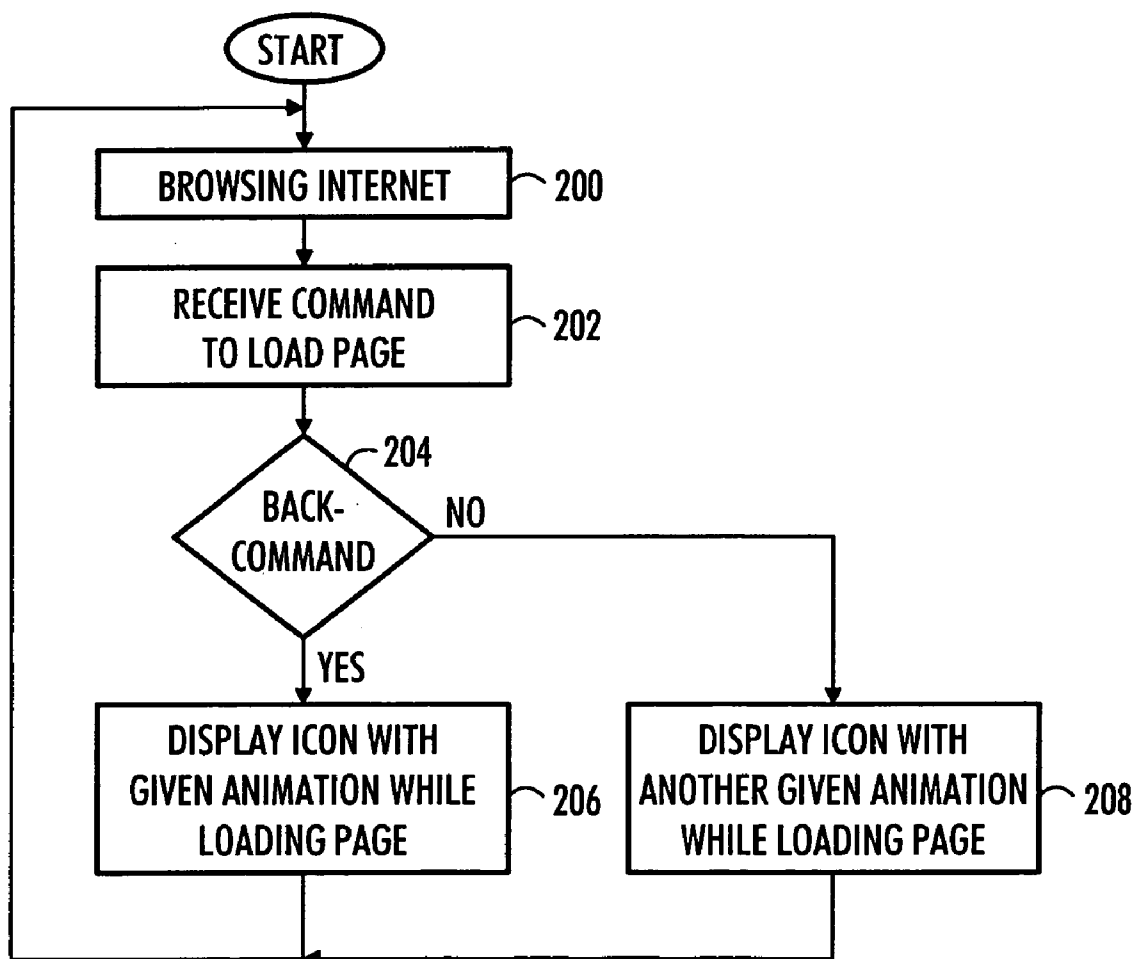 START
BROWSING INTERNET
200
RECEIVE COMMAND
TO LOAD PAGE
202
204
BACK-
COMMAND
NO
YES
DISPLAY ICON WITH
GIVEN ANIMATION WHILE
LOADING PAGE
206
DISPLAY ICON WITH
ANOTHER GIVEN ANIMATION
WHILE LOADING PAGE
208